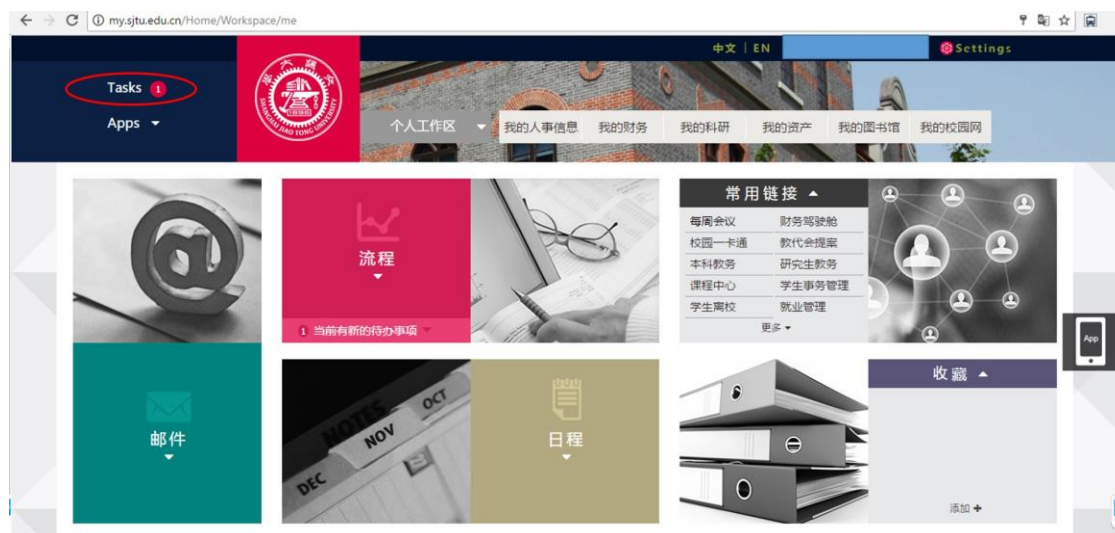 my.sjtu.edu.cn/Home/Workspace/me
中文 | EN
Settings
Tasks 1
Apps
SHANGHAI JIAO TONG UNIVERSITY
1896
个人工作区 我的人事信息 我的财务 我的科研 我的资产 我的图书馆 我的校园网
流程
1 当前有新的待办事项
常用链接
每周会议 财务驾驶舱
校园一卡通 教代会提案
本科教务 研究生教务
课程中心 学生事务管理
学生离校 就业管理
更多
App
邮件
NOTES
OCT
NOV
DEC
日程
收藏
添加